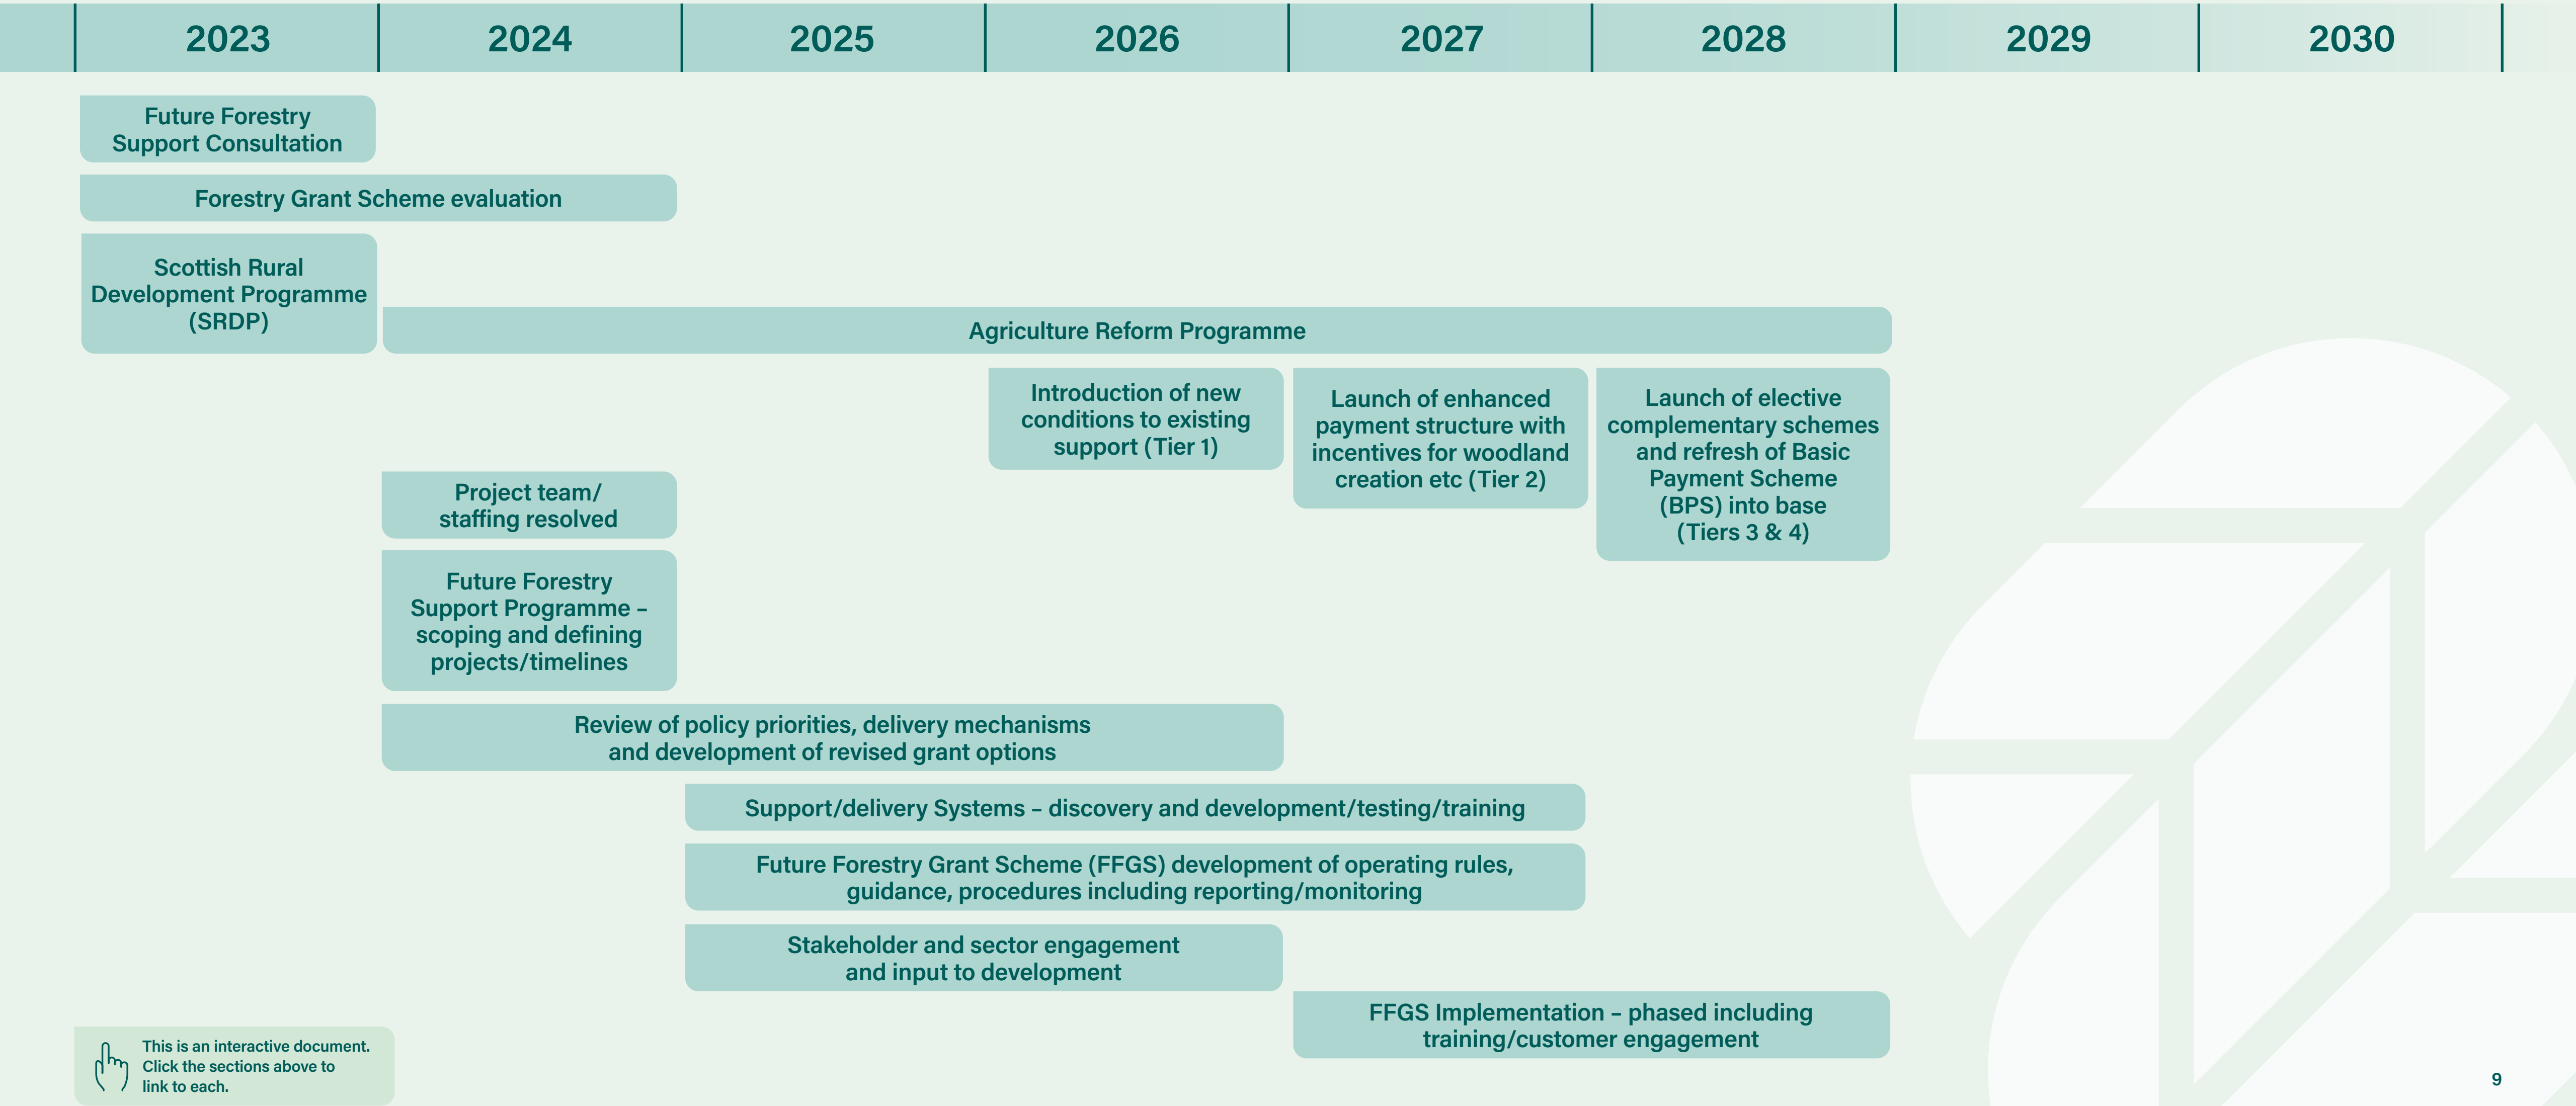 2023 2024 2025 2026 2027 2028 2029 2030
Future Forestry
Support Consultation
Forestry Grant Scheme evaluation
Scottish Rural
Development Programme
(SRDP)
Agriculture Reform Programme
Introduction of new
conditions to existing
support (Tier 1)
Launch of enhanced
payment structure with
incentives for woodland
creation etc (Tier 2)
Launch of elective
complementary schemes
and refresh of Basic
Payment Scheme
(BPS) into base
(Tiers 3 & 4)
Project team/
staffing resolved
Future Forestry
Support Programme –
scoping and defining
projects/timelines
Review of policy priorities, delivery mechanisms
and development of revised grant options
Support/delivery Systems – discovery and development/testing/training
Future Forestry Grant Scheme (FFGS) development of operating rules,
guidance, procedures including reporting/monitoring
Stakeholder and sector engagement
and input to development
FFGS Implementation – phased including
training/customer engagement
This is an interactive document.
Click the sections above to
link to each.
9